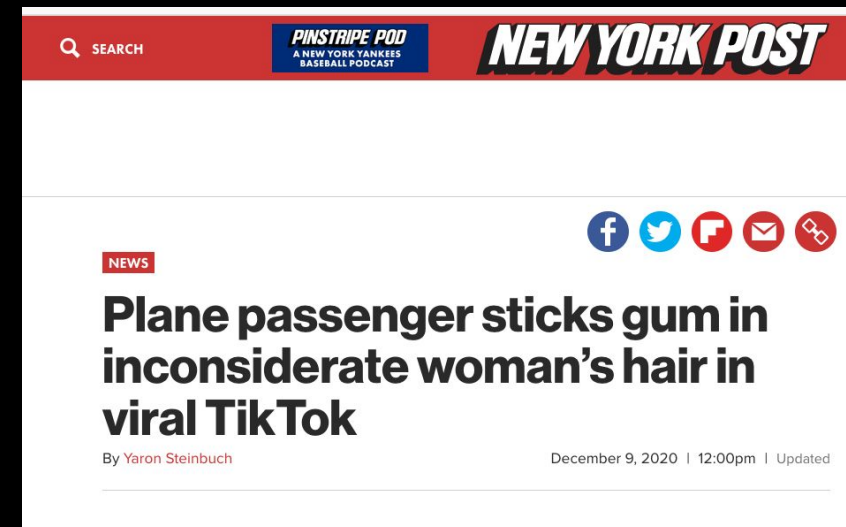 SEARCH
PINSTRIPE POD
A NEW YORK YANKEES
BASEBALL PODCAST
NEW YORK POST
NEWS
Plane passenger sticks gum in
inconsiderate woman’s hair in
viral TikTok
By Yaron Steinbuch
December 9, 2020 | 12:00pm | Updated